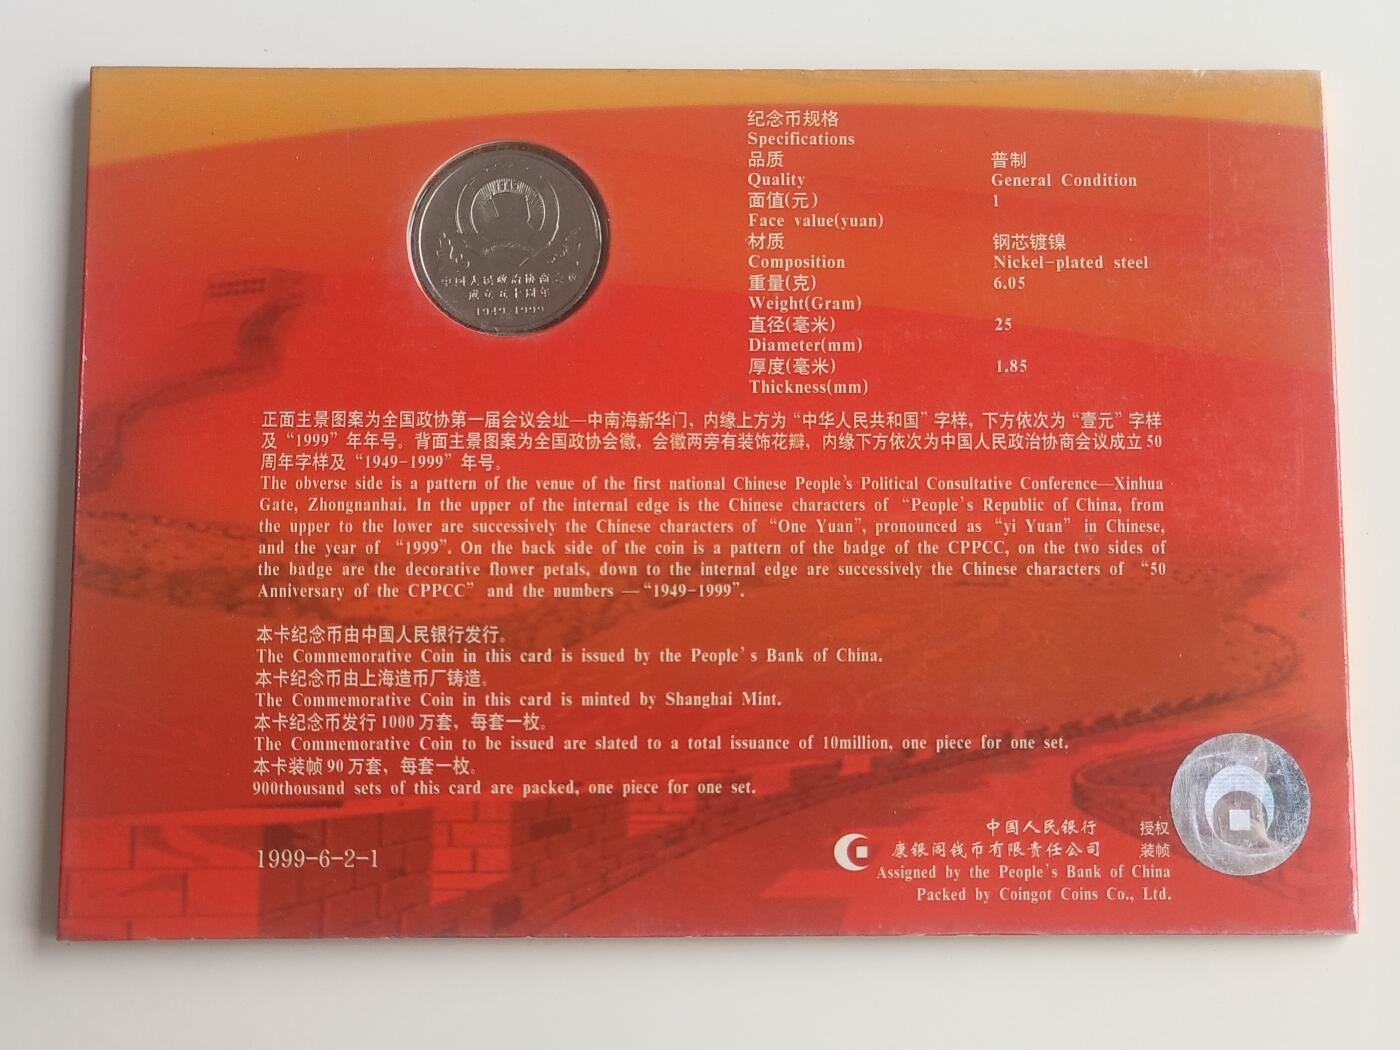 中国人民政治协商会议
成立五十周年
1949-1999
纪念币规格
Specifications
品质 普制
Quality General Condition
面值(元) 1
Face value(yuan)
材质 钢芯镀镍
Composition Nickel-plated steel
重量(克) 6.05
Weight(Gram)
直径(毫米) 25
Diameter(mm)
厚度(毫米) 1.85
Thickness(mm)
正面主景图案为全国政协第一届会议会址—中南海新华门，内缘上方为“中华人民共和国”字样，下方依次为“壹元”字样
及“1999”年年号。背面主景图案为全国政协会徽，会徽两旁有装饰花瓣，内缘下方依次为中国人民政治协商会议成立50
周年字样及“1949-1999”年号。
The obverse side is a pattern of the venue of the first national Chinese People's Political Consultative Conference—Xinhua
Gate, Zhongnanhai. In the upper of the internal edge is the Chinese characters of “People's Republic of China, from
the upper to the lower are successively the Chinese characters of “One Yuan”, pronounced as “yi Yuan” in Chinese,
and the year of “1999”. On the back side of the coin is a pattern of the badge of the CPPCC, on the two sides of
the badge are the decorative flower petals, down to the internal edge are successively the Chinese characters of “50
Anniversary of the CPPCC” and the numbers —“1949-1999”.
本卡纪念币由中国人民银行发行。
The Commemorative Coin in this card is issued by the People's Bank of China.
本卡纪念币由上海造币厂铸造。
The Commemorative Coin in this card is minted by Shanghai Mint.
本卡纪念币发行1000万套，每套一枚。
The Commemorative Coin to be issued are slated to a total issuance of 10million, one piece for one set.
本卡装帧90万套，每套一枚。
900thousand sets of this card are packed, one piece for one set.
1999-6-2-1
中国人民银行 授权
康银阁钱币有限责任公司 装帧
Assigned by the People's Bank of China
Packed by Coingot Coins Co., Ltd.